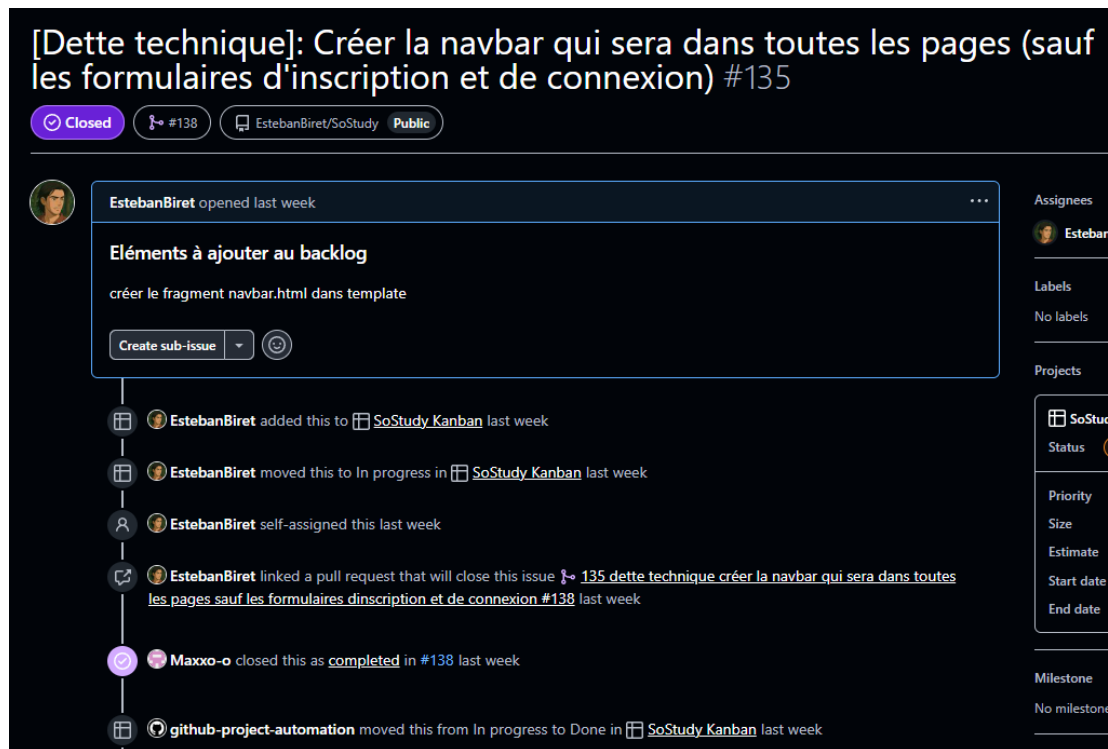 [Dette technique]: Créer la navbar qui sera dans toutes les pages (sauf
les formulaires d'inscription et de connexion) #135
Closed #138 EstebanBiret/SoStudy Public
EstebanBiret opened last week
Eléments à ajouter au backlog
créer le fragment navbar.html dans template
Create sub-issue
EstebanBiret added this to SoStudy Kanban last week
EstebanBiret moved this to In progress in SoStudy Kanban last week
EstebanBiret self-assigned this last week
EstebanBiret linked a pull request that will close this issue 135 dette technique créer la navbar qui sera dans toutes
les pages sauf les formulaires dinscription et de connexion #138 last week
Maxxo-o closed this as completed in #138 last week
github-project-automation moved this from In progress to Done in SoStudy Kanban last week
Assignees
Esteban
Labels
No labels
Projects
SoStud
Status
Priority
Size
Estimate
Start date
End date
Milestone
No milestone